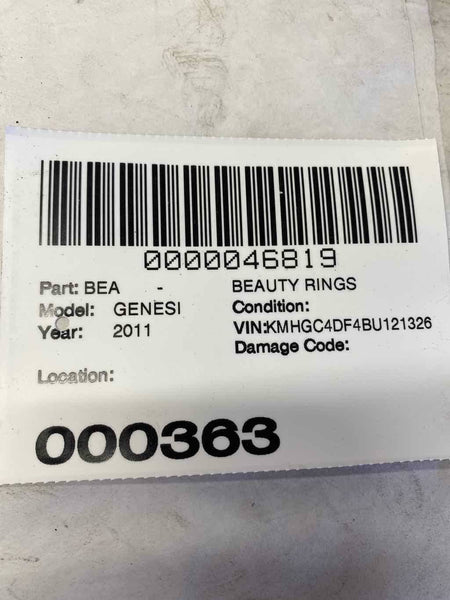 0000046819
Part: BEA - BEAUTY RINGS
Model: GENESI Condition:
Year: 2011 VIN:KMHGC4DF4BU121326
Damage Code:
Location:
000363